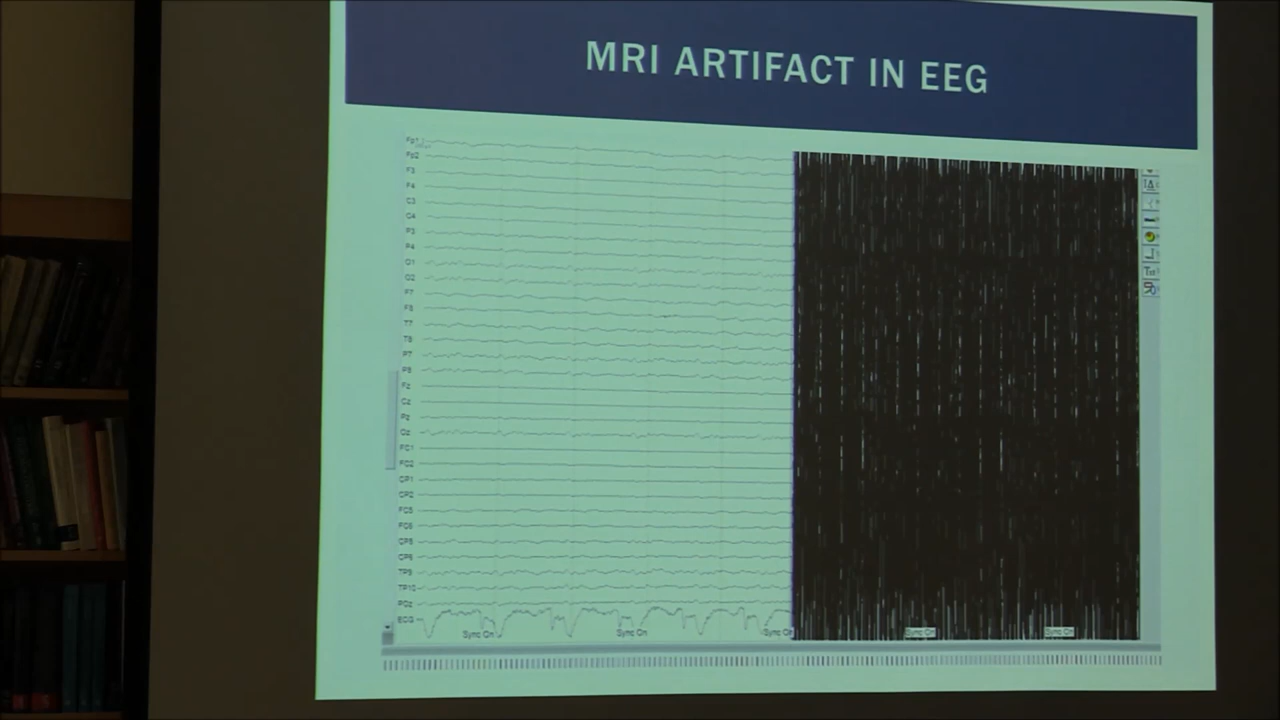 MRI ARTIFACT IN EEG
Fp1
Fp2
F3
F4
C3
C4
P3
P4
O1
O2
F7
F8
T7
T8
P7
P8
Fz
Cz
Pz
Oz
FC1
FC2
CP1
CP2
FC5
FC6
CP5
CP6
TP9
TP10
POz
ECG
Sync On Sync On Sync On Sync On Sync On